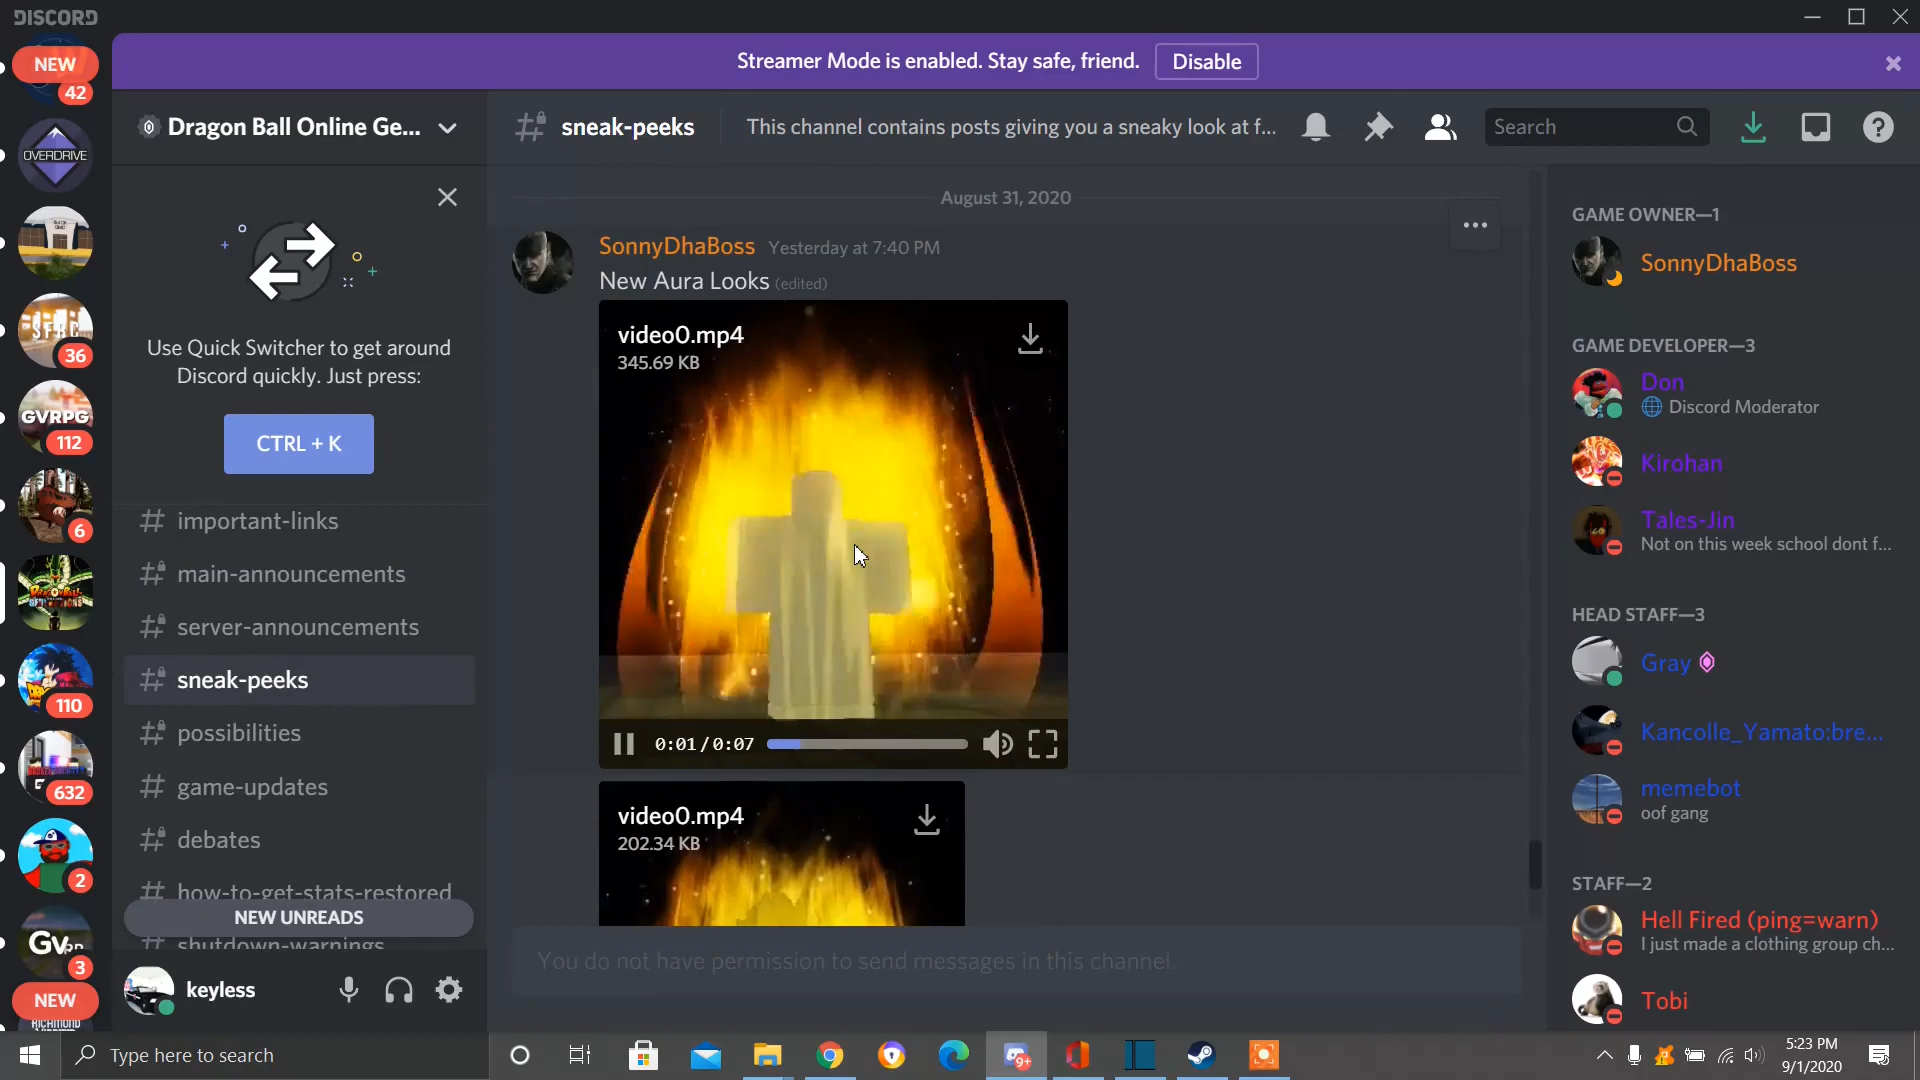 DISCORD
Streamer Mode is enabled. Stay safe, friend.
Disable
NEW
42
OVERDRIVE
SFRC
36
GVRPG
112
6
110
632
2
GV RP
3
NEW
RICHMOND
Dragon Ball Online Ge...
Use Quick Switcher to get around
Discord quickly. Just press:
CTRL + K
important-links
main-announcements
server-announcements
sneak-peeks
possibilities
game-updates
debates
how-to-get-stats-restored
NEW UNREADS
shutdown-warnings
keyless
sneak-peeks
This channel contains posts giving you a sneaky look at f...
Search
August 31, 2020
SonnyDhaBoss Yesterday at 7:40 PM
New Aura Looks (edited)
video0.mp4
345.69 KB
0:01/0:07
video0.mp4
202.34 KB
You do not have permission to send messages in this channel.
GAME OWNER—1
SonnyDhaBoss
GAME DEVELOPER—3
Don
Discord Moderator
Kirohan
Tales-Jin
Not on this week school dont f...
HEAD STAFF—3
Gray
Kancolle_Yamato:bre...
memebot
oof gang
STAFF—2
Hell Fired (ping=warn)
I just made a clothing group ch...
Tobi
Type here to search
9+
5:23 PM
9/1/2020